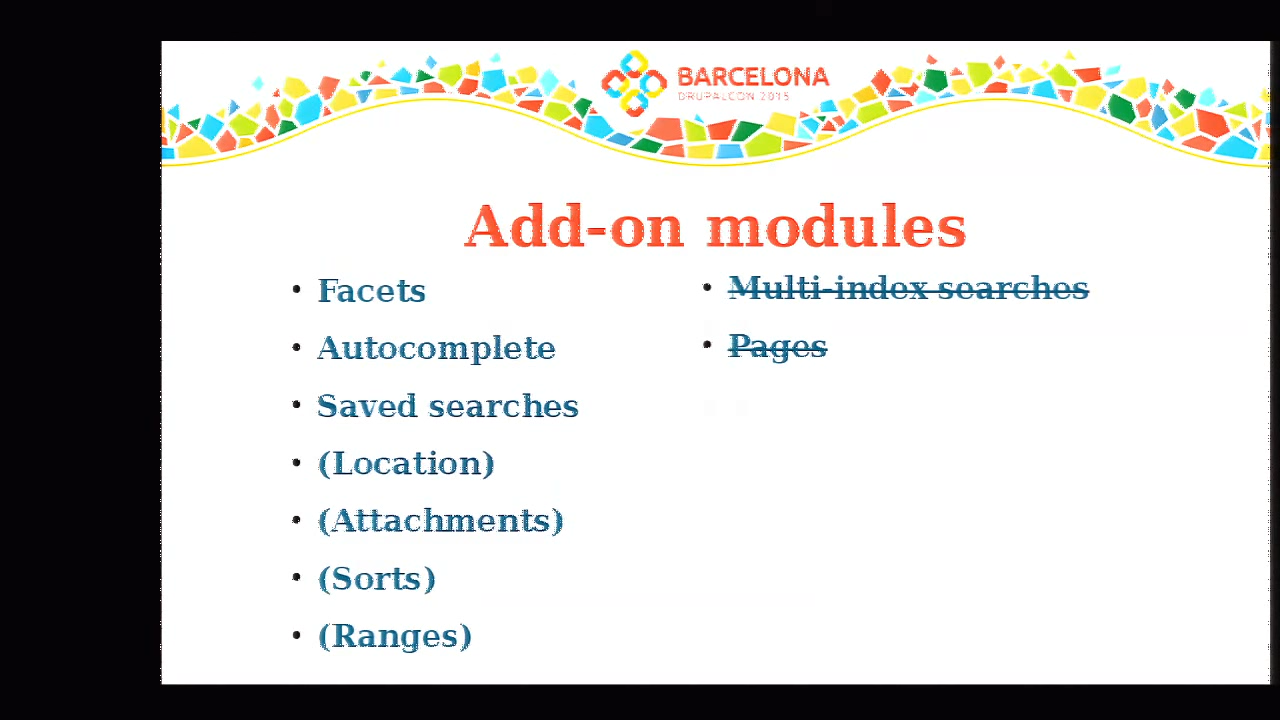 BARCELONA
DRUPALCON 2015
Add-on modules
• Facets
• Autocomplete
• Saved searches
• (Location)
• (Attachments)
• (Sorts)
• (Ranges)
• Multi-index searches
• Pages